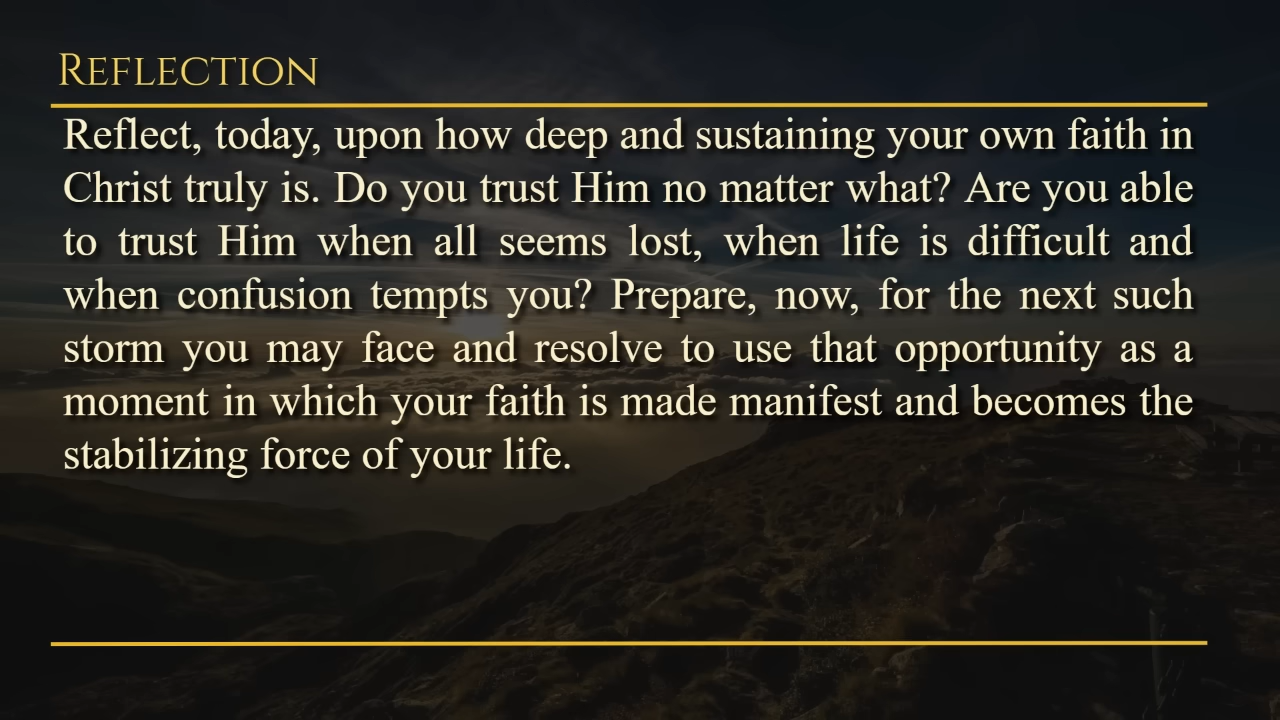 Reflection
Reflect, today, upon how deep and sustaining your own faith in
Christ truly is. Do you trust Him no matter what? Are you able
to trust Him when all seems lost, when life is difficult and
when confusion tempts you? Prepare, now, for the next such
storm you may face and resolve to use that opportunity as a
moment in which your faith is made manifest and becomes the
stabilizing force of your life.